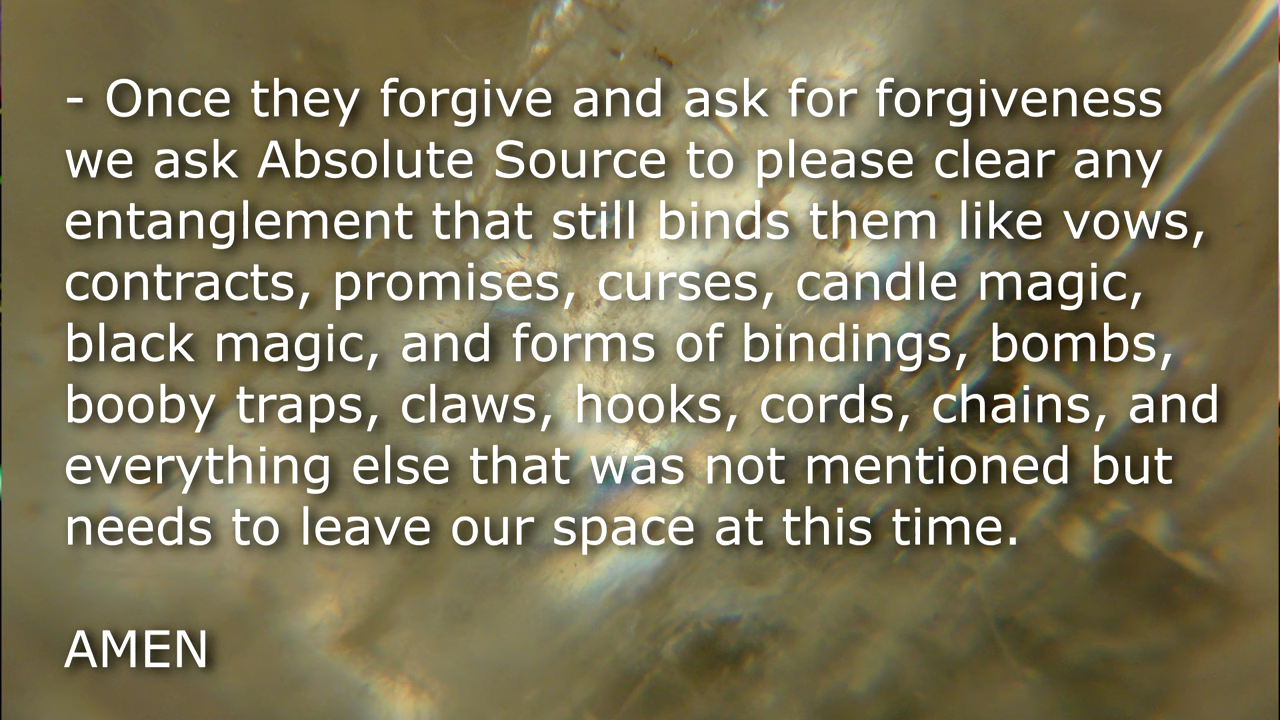 - Once they forgive and ask for forgiveness
we ask Absolute Source to please clear any
entanglement that still binds them like vows,
contracts, promises, curses, candle magic,
black magic, and forms of bindings, bombs,
booby traps, claws, hooks, cords, chains, and
everything else that was not mentioned but
needs to leave our space at this time.
AMEN